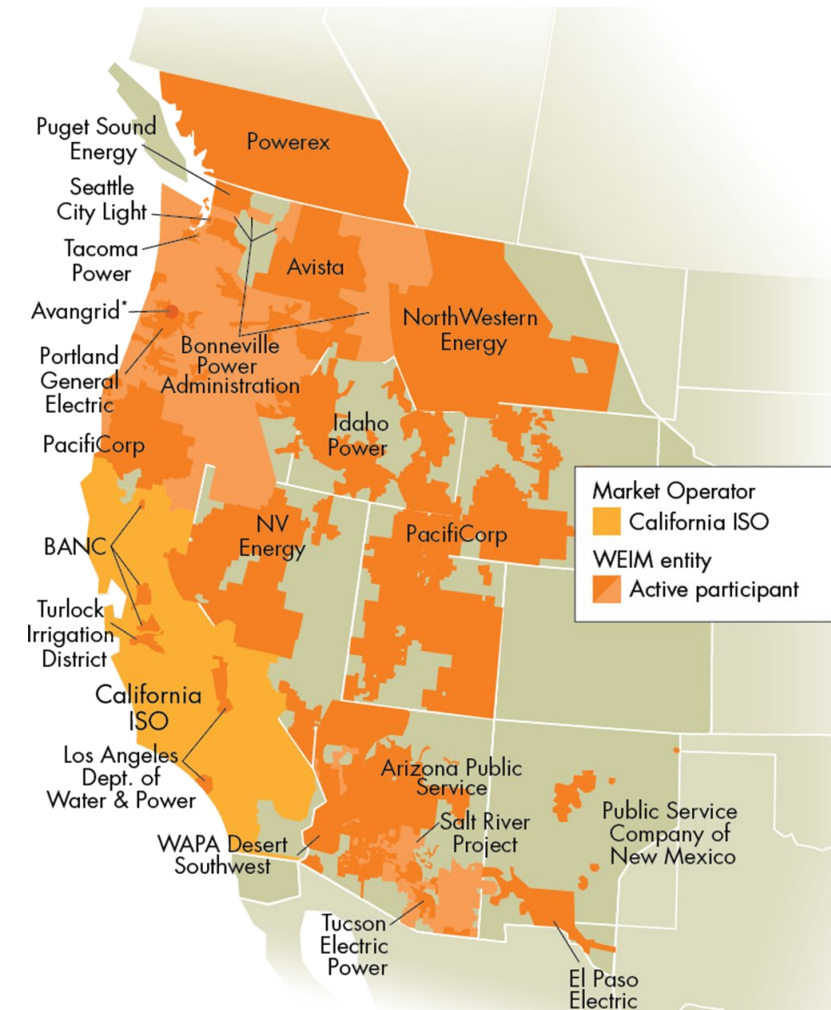 Puget Sound
Energy
Powerex
Seattle
City Light
Tacoma
Power
Avista
Avangrid*
NorthWestern
Energy
Portland
General
Electric
Bonneville
Power
Administration
PacifiCorp
Idaho
Power
Market Operator
California ISO
WEIM entity
Active participant
NV
Energy
PacifiCorp
BANC
Turlock
Irrigation
District
California
ISO
Los Angeles
Dept. of
Water & Power
Arizona Public
Service
Salt River
Project
Public Service
Company of
New Mexico
WAPA Desert
Southwest
Tucson
Electric
Power
El Paso
Electric